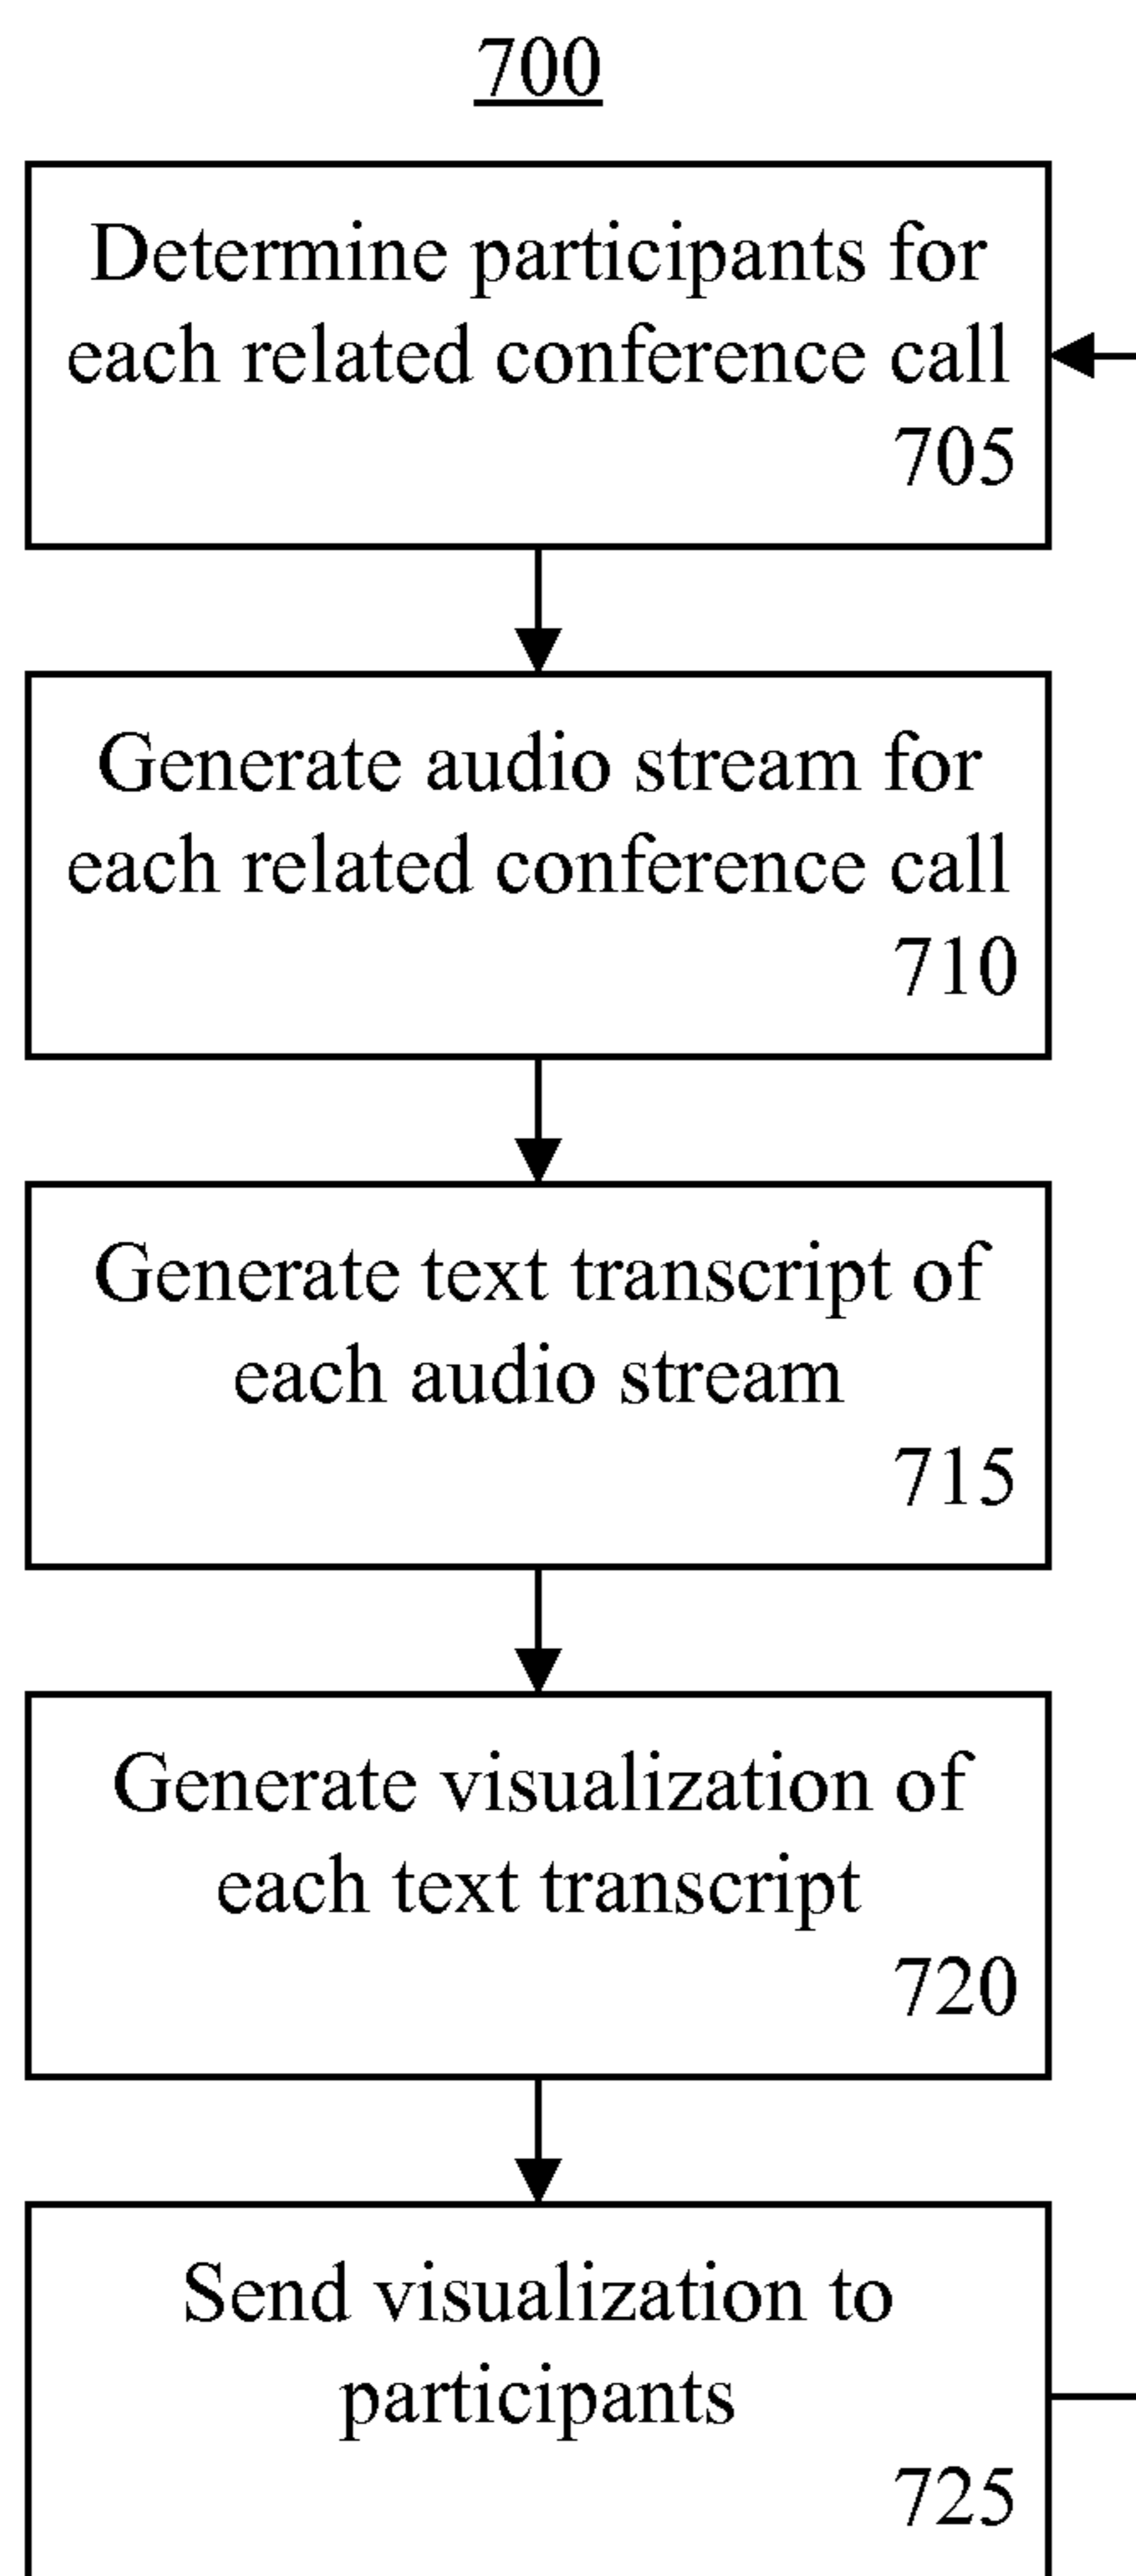 700
Determine participants for
each related conference call
705
Generate audio stream for
each related conference call
710
Generate text transcript of
each audio stream
715
Generate visualization of
each text transcript
720
Send visualization to
participants
725